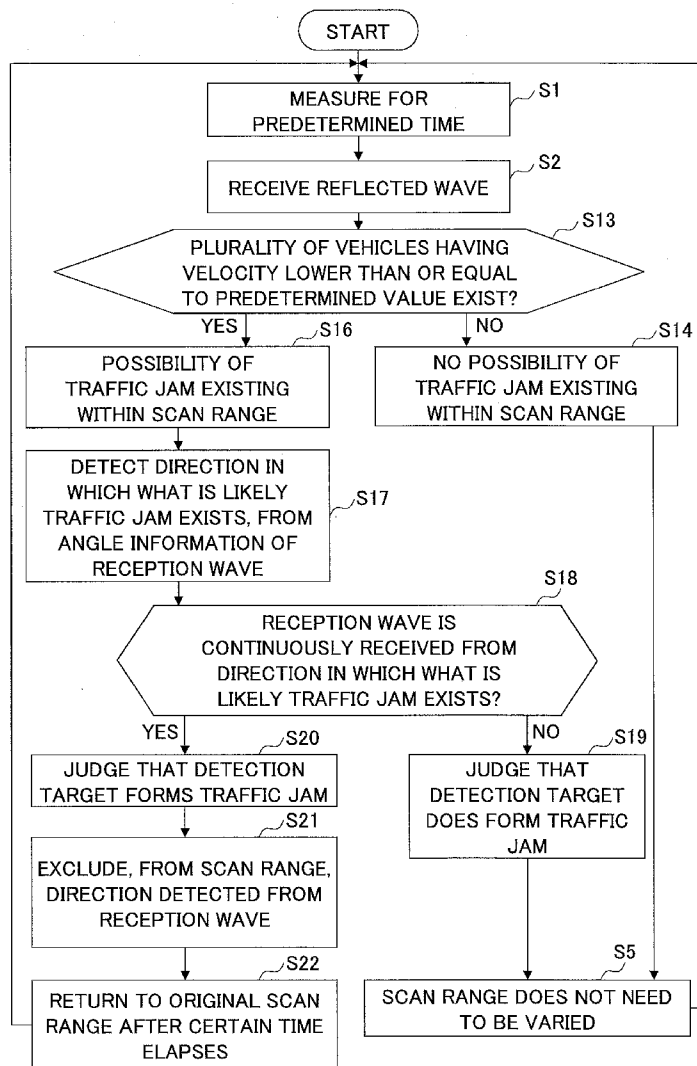 START
S1
MEASURE FOR
PREDETERMINED TIME
S2
RECEIVE REFLECTED WAVE
S13
PLURALITY OF VEHICLES HAVING
VELOCITY LOWER THAN OR EQUAL
TO PREDETERMINED VALUE EXIST?
YES
NO
S16
POSSIBILITY OF
TRAFFIC JAM EXISTING
WITHIN SCAN RANGE
S14
NO POSSIBILITY OF
TRAFFIC JAM EXISTING
WITHIN SCAN RANGE
S17
DETECT DIRECTION IN
WHICH WHAT IS LIKELY
TRAFFIC JAM EXISTS, FROM
ANGLE INFORMATION OF
RECEPTION WAVE
S18
RECEPTION WAVE IS
CONTINUOUSLY RECEIVED FROM
DIRECTION IN WHICH WHAT IS
LIKELY TRAFFIC JAM EXISTS?
YES
NO
S20
JUDGE THAT DETECTION
TARGET FORMS TRAFFIC JAM
S19
JUDGE THAT
DETECTION TARGET
DOES FORM TRAFFIC
JAM
S21
EXCLUDE, FROM SCAN RANGE,
DIRECTION DETECTED FROM
RECEPTION WAVE
S22
RETURN TO ORIGINAL SCAN
RANGE AFTER CERTAIN TIME
ELAPSES
S5
SCAN RANGE DOES NOT NEED
TO BE VARIED